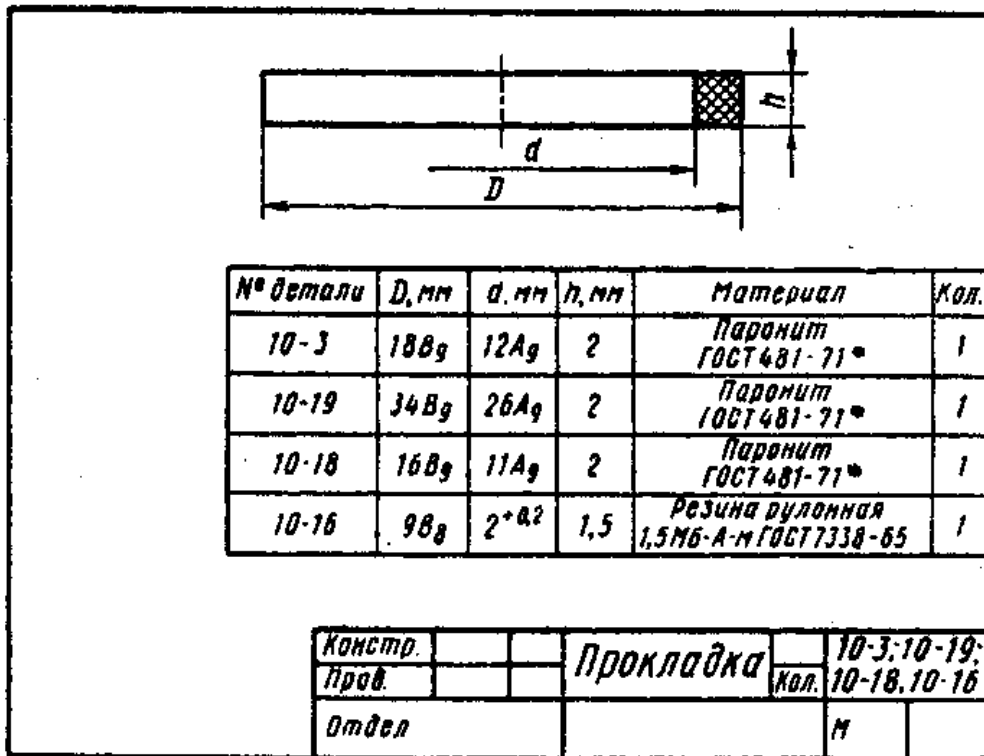 h
d
D
№ детали D, мм d, мм h, мм Материал Кол.
10-3 18В₉ 12А₉ 2 Паронит ГОСТ 481-71* 1
10-19 34В₉ 26А₉ 2 Паронит ГОСТ 481-71* 1
10-18 16В₉ 11А₉ 2 Паронит ГОСТ 481-71* 1
10-16 9В₈ 2⁺⁰,² 1,5 Резина рулонная 1,5МБ-А-м ГОСТ 7338-65 1
Констр. Прокладка 10-3; 10-19;
Пров. Кол. 10-18, 10-16
Отдел М